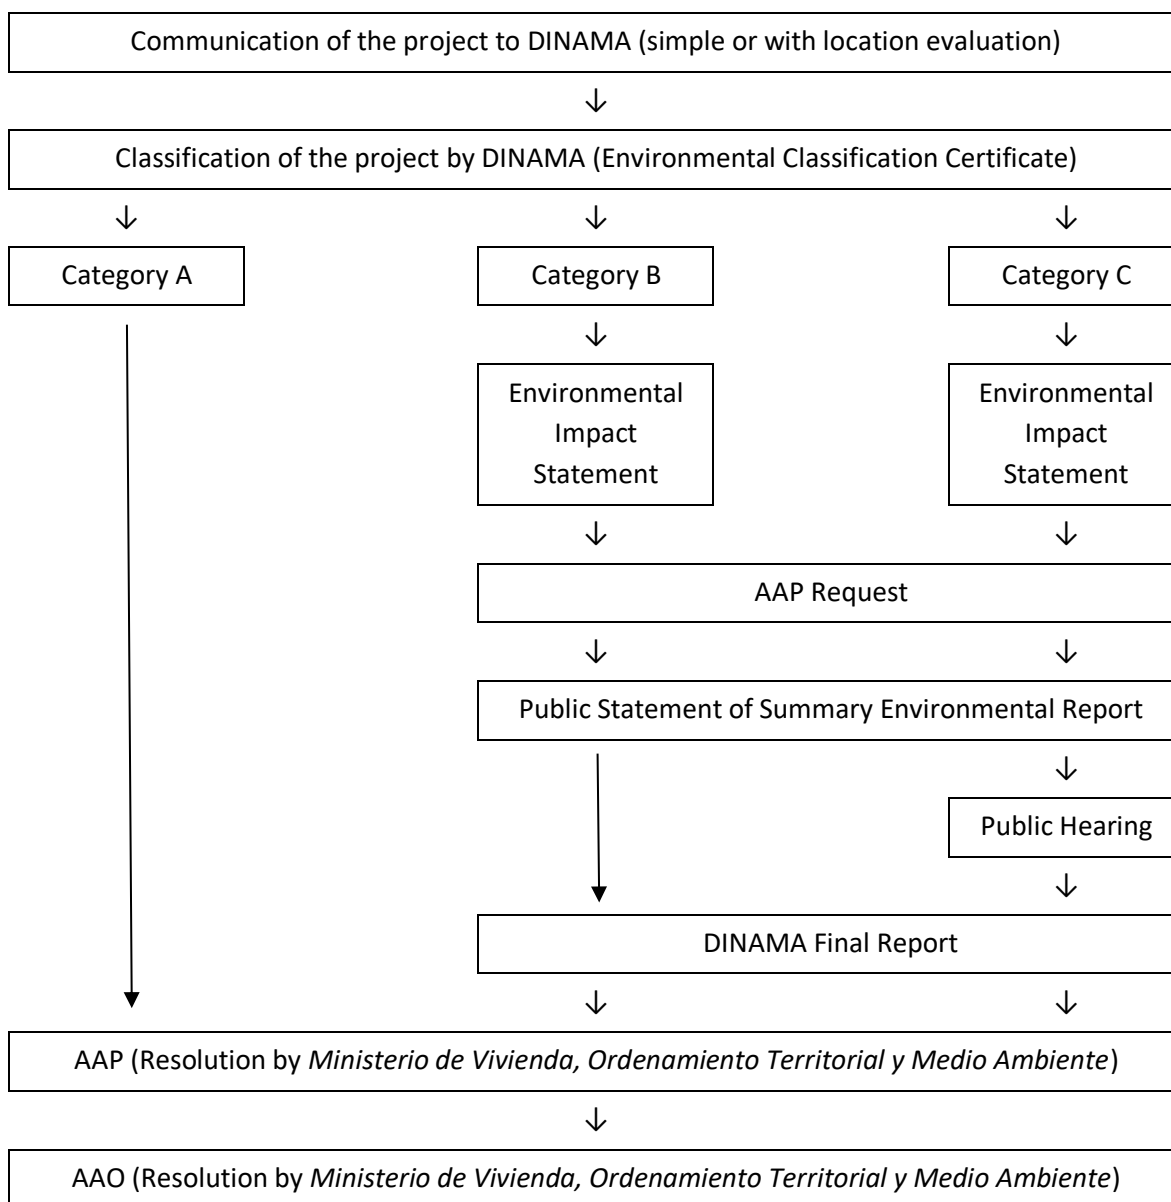 Communication of the project to DINAMA (simple or with location evaluation)
Classification of the project by DINAMA (Environmental Classification Certificate)
Category A
Category B
Category C
Environmental
Impact
Statement
Environmental
Impact
Statement
AAP Request
Public Statement of Summary Environmental Report
Public Hearing
DINAMA Final Report
AAP (Resolution by Ministerio de Vivienda, Ordenamiento Territorial y Medio Ambiente)
AAO (Resolution by Ministerio de Vivienda, Ordenamiento Territorial y Medio Ambiente)